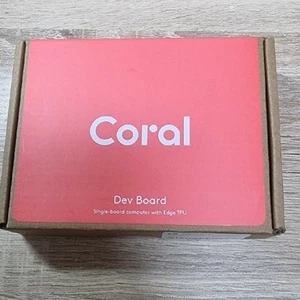 Coral
Dev Board
Single-board computer with Edge TPU